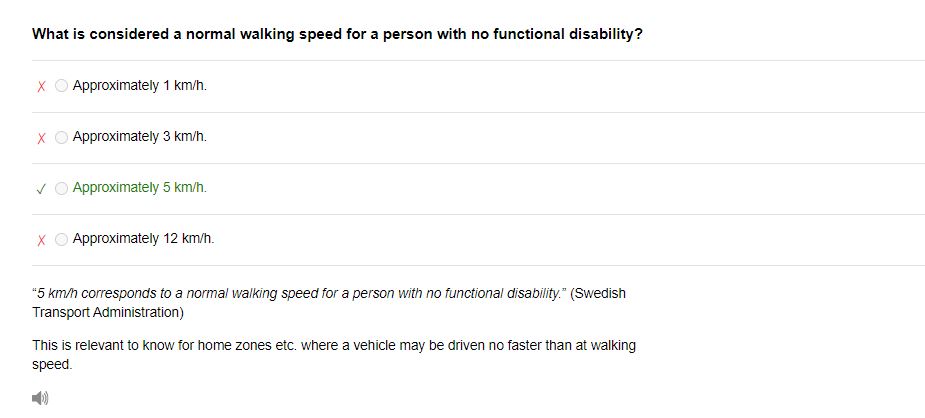 What is considered a normal walking speed for a person with no functional disability?
X Approximately 1 km/h.
X Approximately 3 km/h.
✓ Approximately 5 km/h.
X Approximately 12 km/h.
“5 km/h corresponds to a normal walking speed for a person with no functional disability.” (Swedish
Transport Administration)
This is relevant to know for home zones etc. where a vehicle may be driven no faster than at walking
speed.